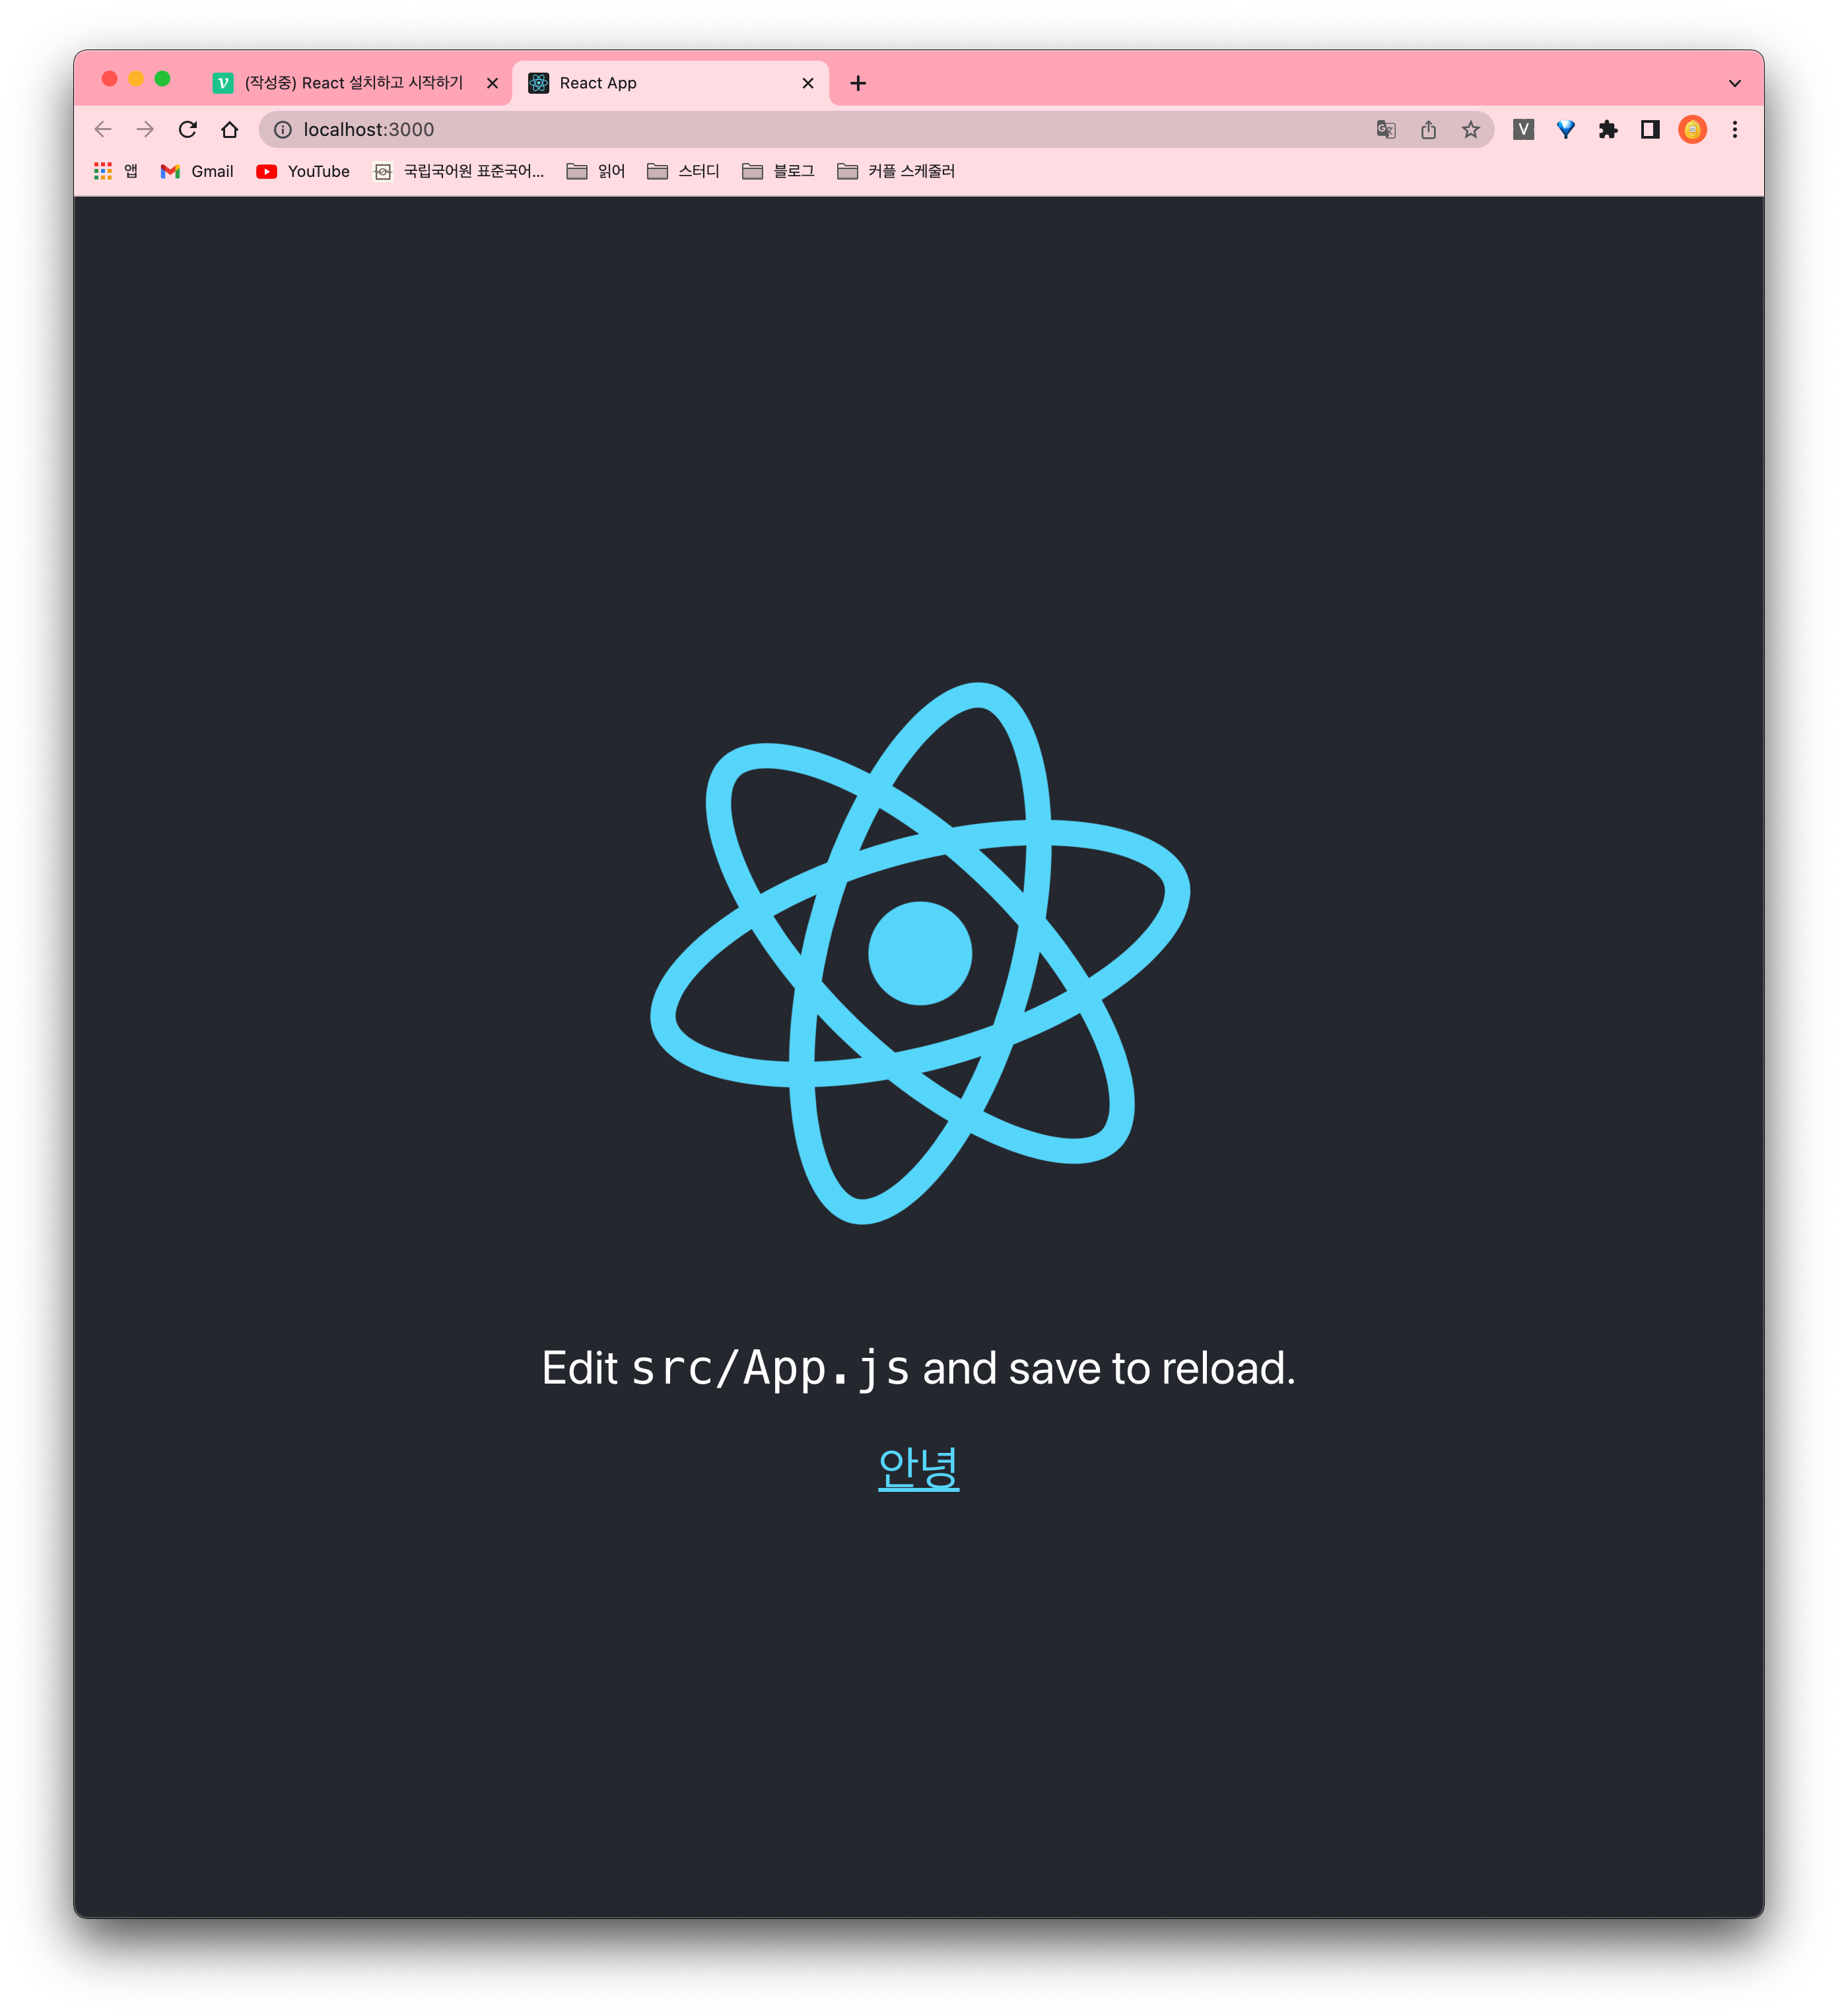 (작성중) React 설치하고 시작하기
React App
localhost:3000
앱 Gmail YouTube 국립국어원 표준국어... 읽어 스터디 블로그 커플 스케줄러
Edit src/App.js and save to reload.
안녕